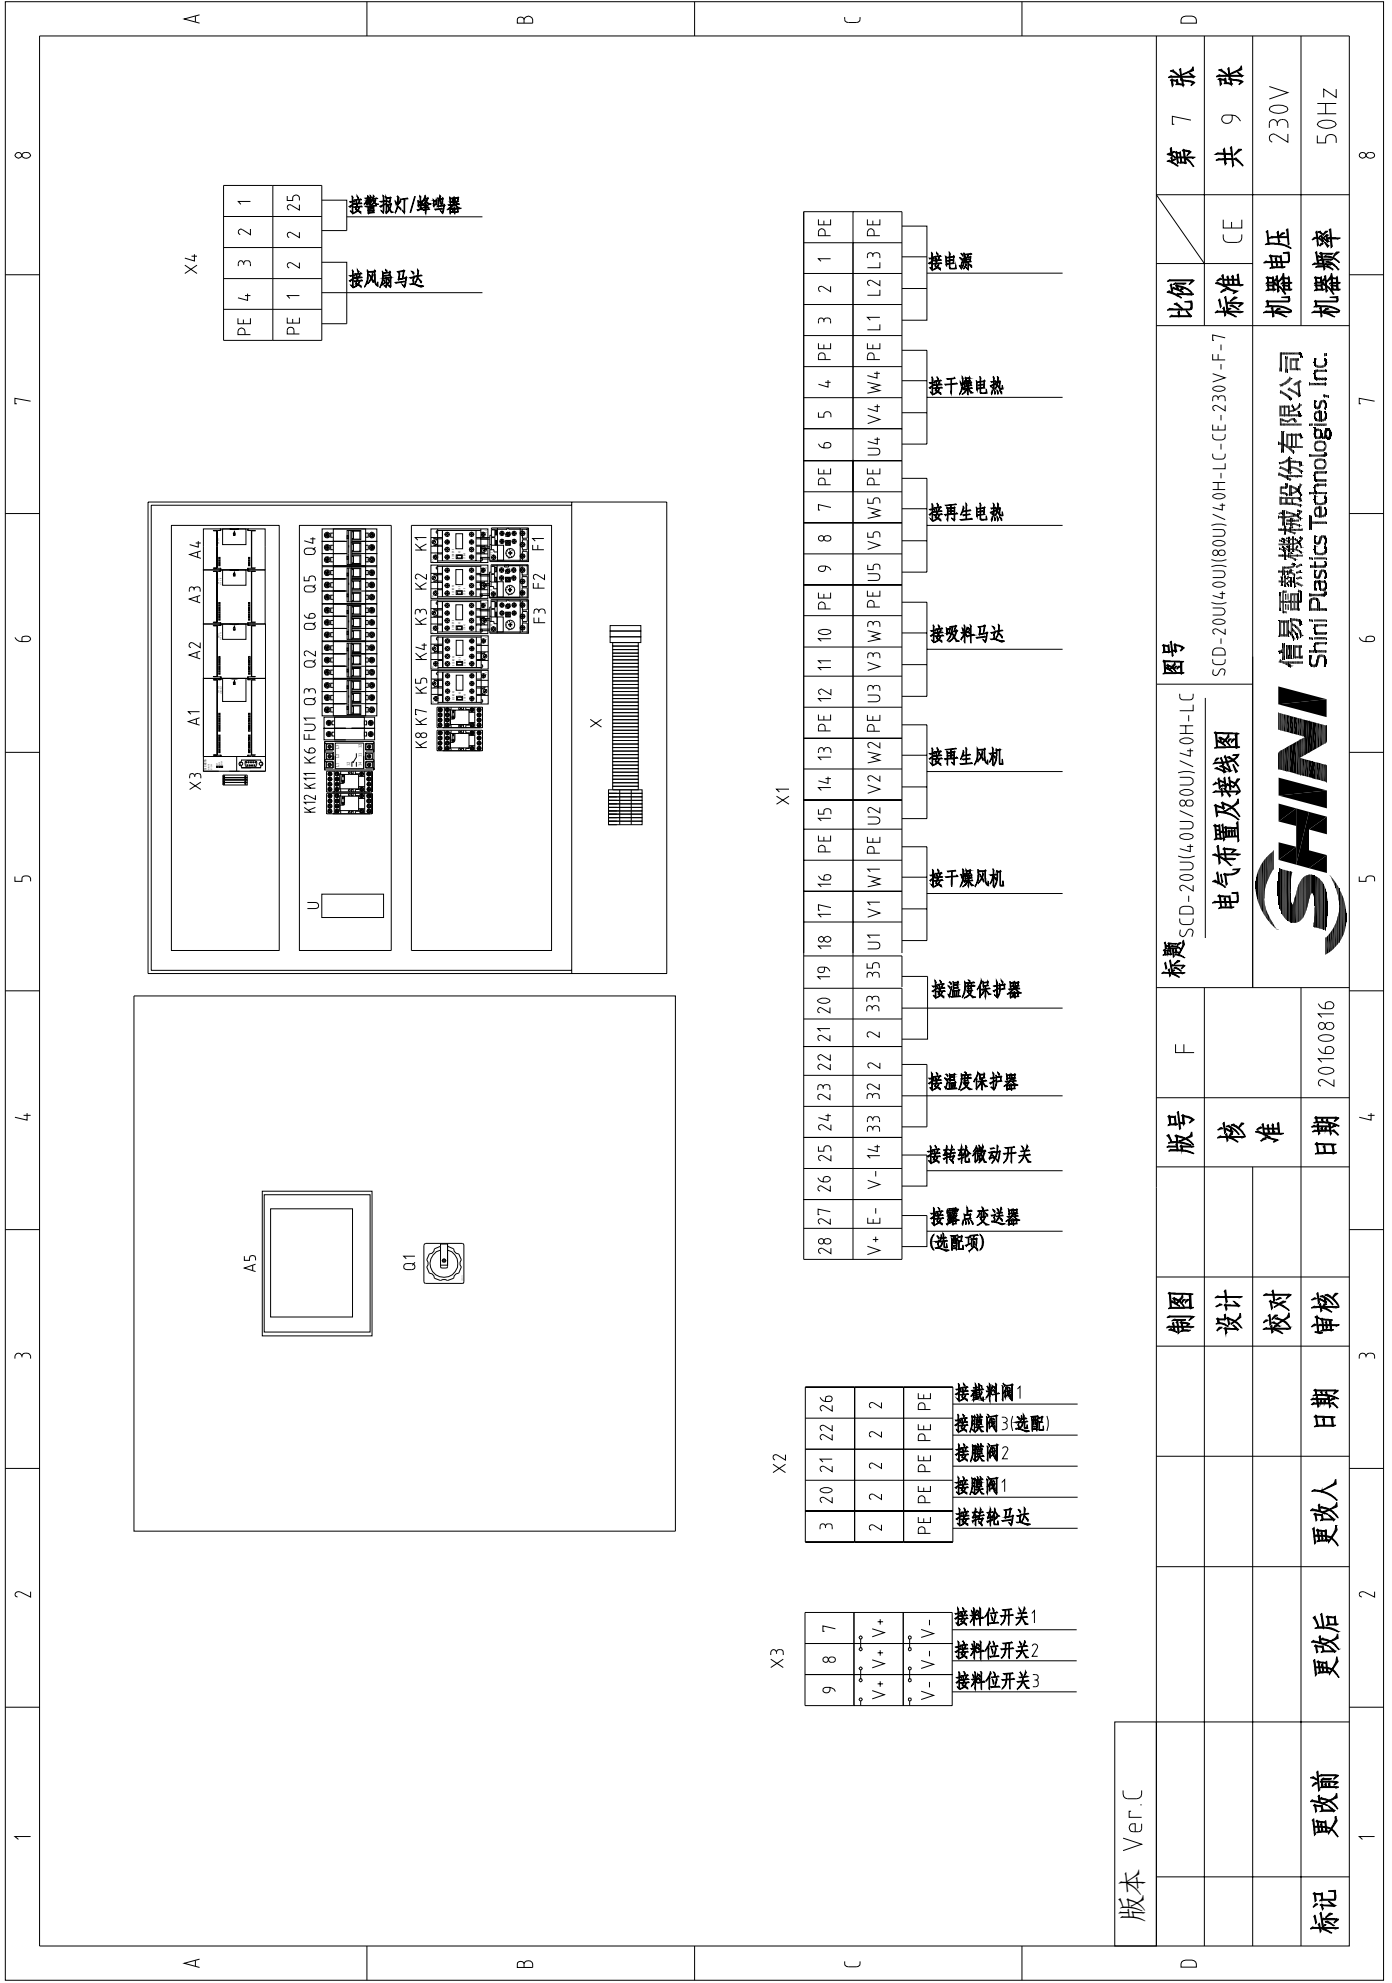 1 2 3 4 5 6 7 8
A
B
C
D
A5
Q1
X3 A1 A2 A3 A4
U
K12 K11 K6 FU1 Q3 Q2 Q6 Q5 Q4
K8 K7 K5 K4 K3 K2 K1
F3 F2 F1
X
X4
PE 4 3 2 1
PE 1 2 2 25
接风扇马达
接警报灯/蜂鸣器
X3
9 8 7
V+ V+ V+
V- V- V-
接料位开关1
接料位开关2
接料位开关3
X2
3 20 21 22 26
2 2 2 2 2
PE PE PE PE PE
接截料阀1
接膜阀3(选配)
接膜阀2
接膜阀1
接转轮马达
X1
28 27 26 25 24 23 22 21 20 19 18 17 16 PE 15 14 13 PE 12 11 10 PE 9 8 7 PE 6 5 4 PE 3 2 1 PE
V+ E- V- 14 33 32 2 2 33 35 U1 V1 W1 PE U2 V2 W2 PE U3 V3 W3 PE U5 V5 W5 PE U4 V4 W4 PE L1 L2 L3 PE
接露点变送器
(选配项)
接转轮微动开关
接温度保护器
接温度保护器
接干燥风机
接再生风机
接吸料马达
接再生电热
接干燥电热
接电源
版本 Ver.C
标记 更改前 更改后 更改人 日期
制图
设计
校对
审核
版号 F
核
准
日期 20160816
标题
SCD-20U(40U/80U)/40H-LC
电气布置及接线图
图号
SCD-20U(40U)(80U)/40H-LC-CE-230V-F-7
SHINI
信易電熱機械股份有限公司
Shini Plastics Technologies, Inc.
比例
第 7 张
标准 CE
共 9 张
机器电压 230V
机器频率 50Hz
1 2 3 4 5 6 7 8
A
B
C
D